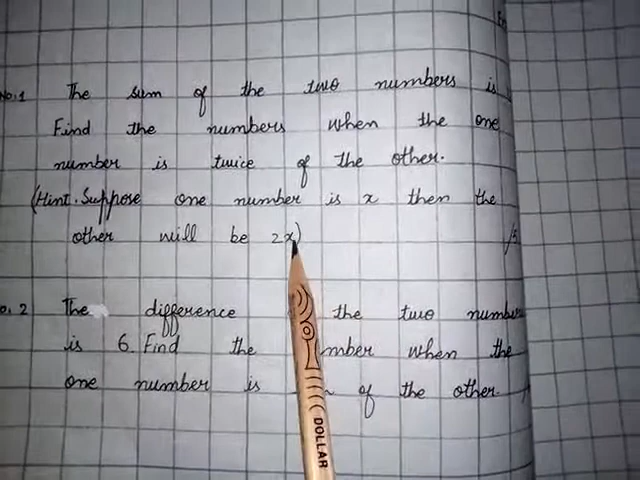 No.1 The sum of the two numbers is
Find the numbers when the one
number is twice of the other.
(Hint. Suppose one number is x then the
other will be 2x)
o. 2 The difference the two number
is 6. Find the mber when the
one number is of the other.
DOLLAR